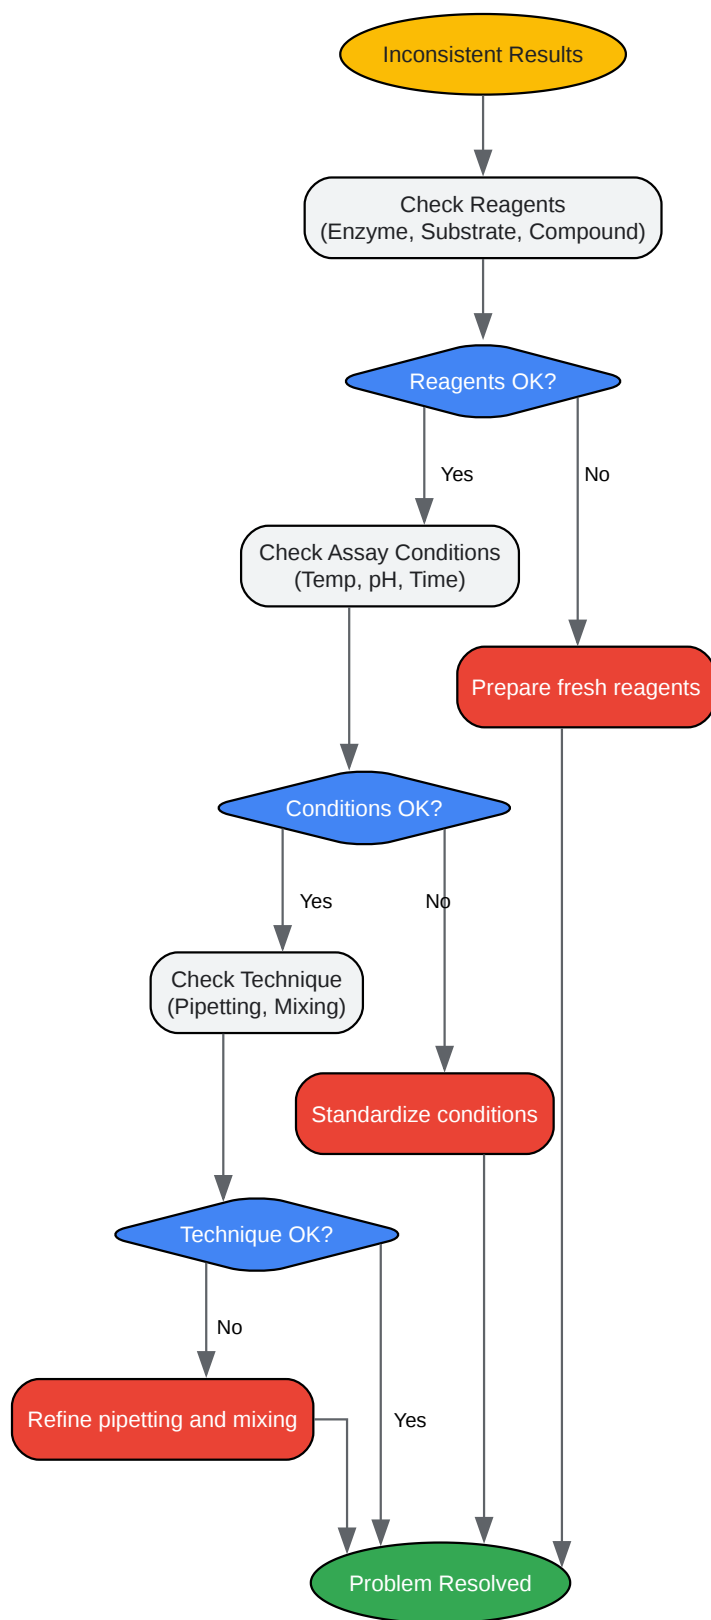 Inconsistent Results
Check Reagents
(Enzyme, Substrate, Compound)
Reagents OK?
Yes
No
Check Assay Conditions
(Temp, pH, Time)
Prepare fresh reagents
Conditions OK?
Yes
No
Check Technique
(Pipetting, Mixing)
Standardize conditions
Technique OK?
No
Refine pipetting and mixing
Yes
Problem Resolved